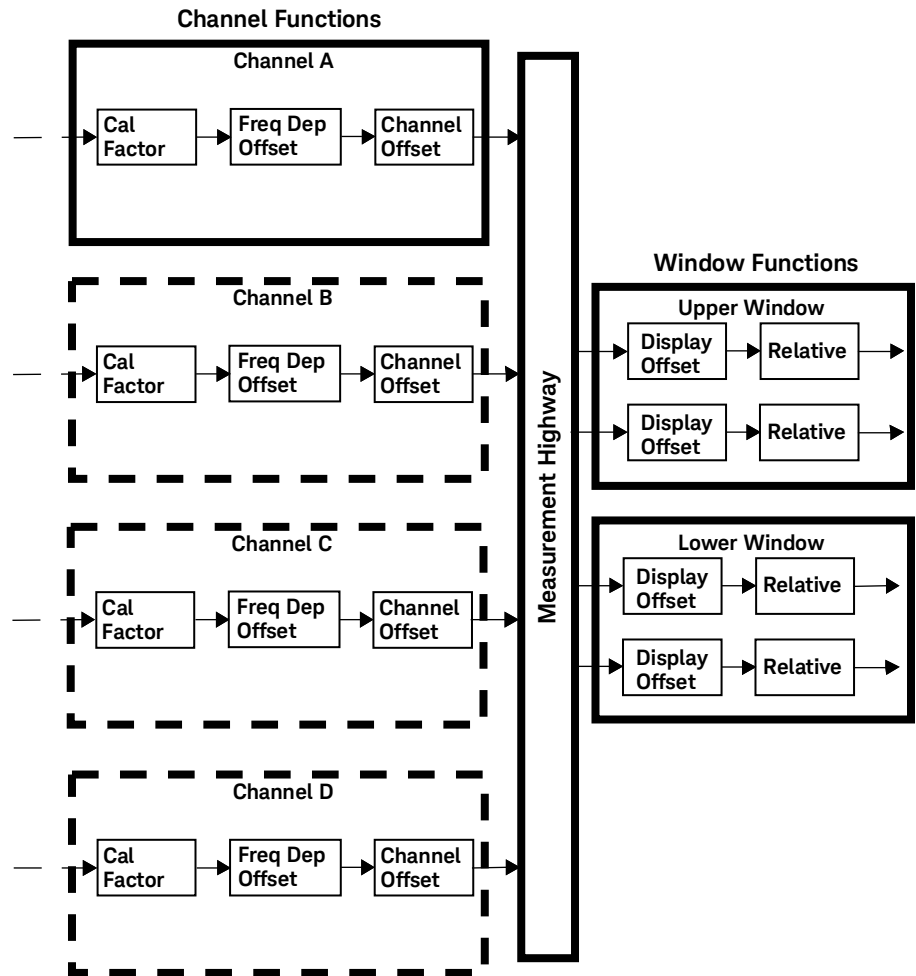 Channel Functions
Channel A
Cal
Factor
Freq Dep
Offset
Channel
Offset
Channel B
Cal
Factor
Freq Dep
Offset
Channel
Offset
Channel C
Cal
Factor
Freq Dep
Offset
Channel
Offset
Channel D
Cal
Factor
Freq Dep
Offset
Channel
Offset
Measurement Highway
Window Functions
Upper Window
Display
Offset
Relative
Display
Offset
Relative
Lower Window
Display
Offset
Relative
Display
Offset
Relative